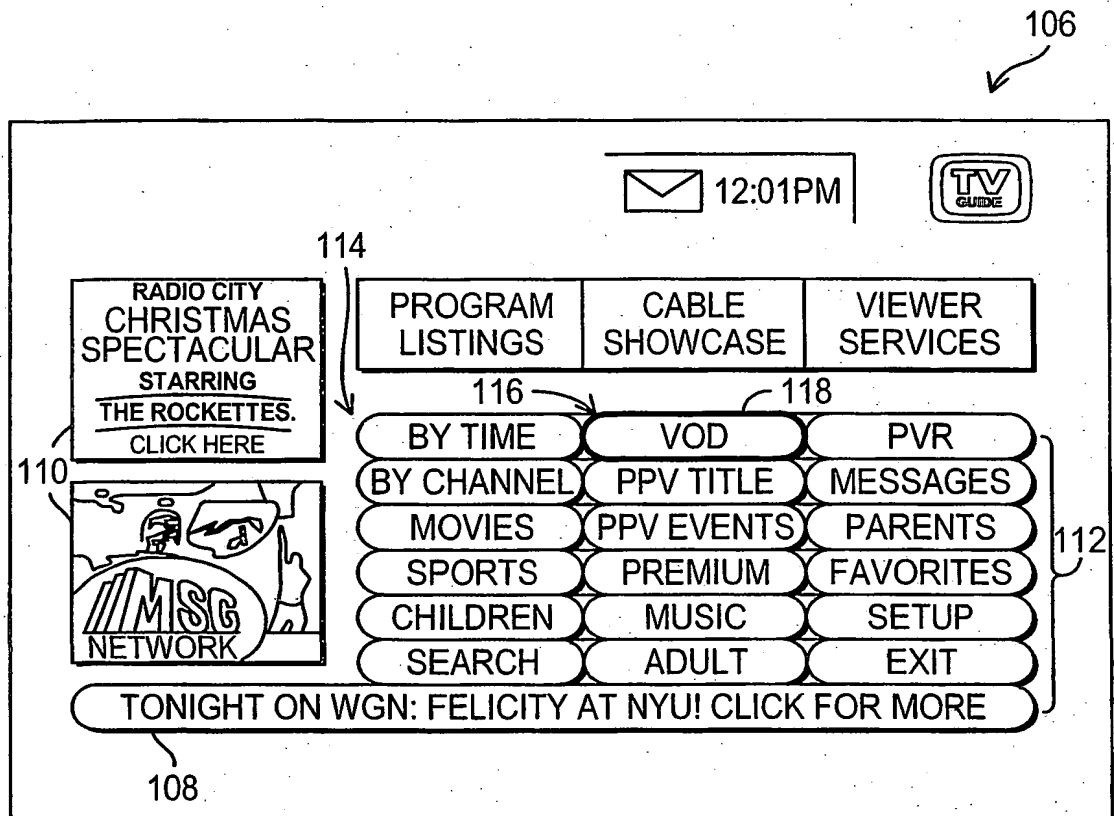 106
12:01PM
TV
GUIDE
114
RADIO CITY
CHRISTMAS
SPECTACULAR
STARRING
THE ROCKETTES.
CLICK HERE
110
MSG
NETWORK
PROGRAM
LISTINGS
CABLE
SHOWCASE
VIEWER
SERVICES
116
118
BY TIME
VOD
PVR
BY CHANNEL
PPV TITLE
MESSAGES
MOVIES
PPV EVENTS
PARENTS
112
SPORTS
PREMIUM
FAVORITES
CHILDREN
MUSIC
SETUP
SEARCH
ADULT
EXIT
TONIGHT ON WGN: FELICITY AT NYU! CLICK FOR MORE
108